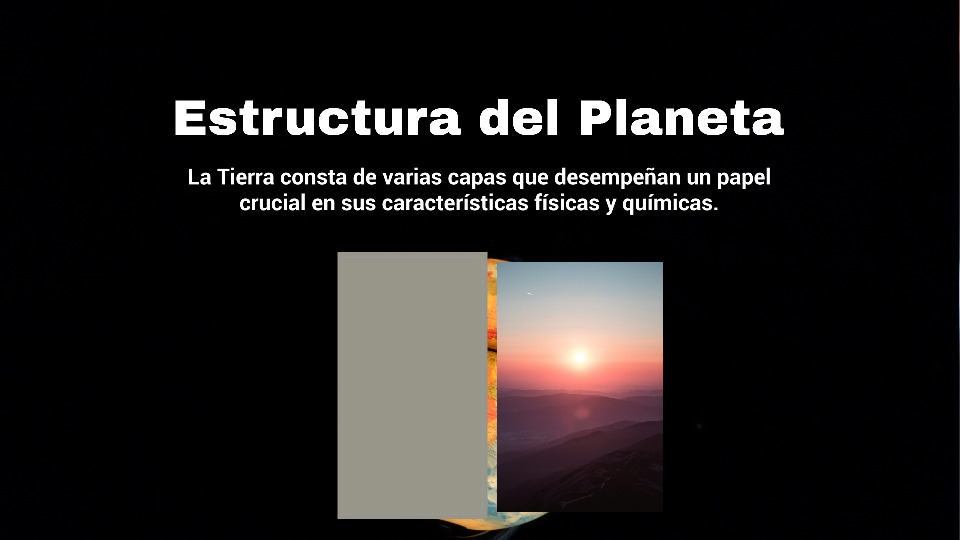 Estructura del Planeta
La Tierra consta de varias capas que desempeñan un papel
crucial en sus características físicas y químicas.